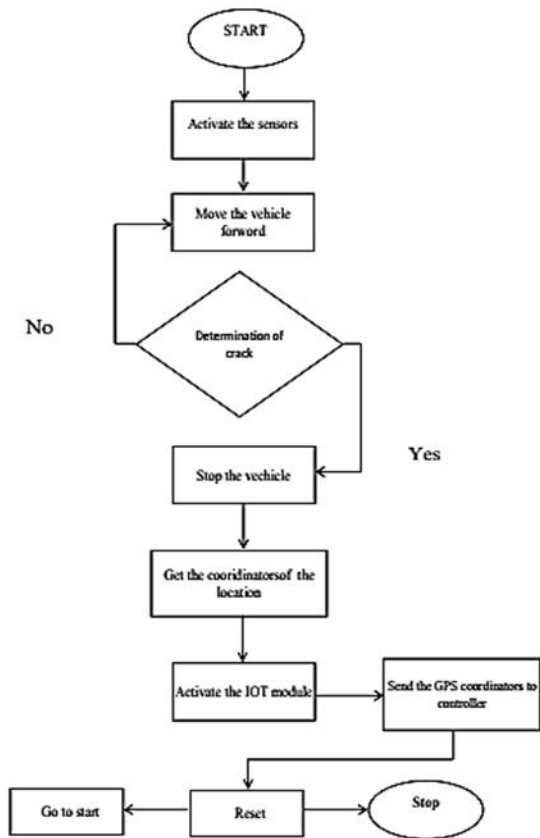 START
Activate the sensors
Move the vehicle
forword
No
Determination of
crack
Yes
Stop the vechicle
Get the cooridinatorsof the
location
Activate the IOT module
Send the GPS coordinators to
controller
Go to start
Reset
Stop